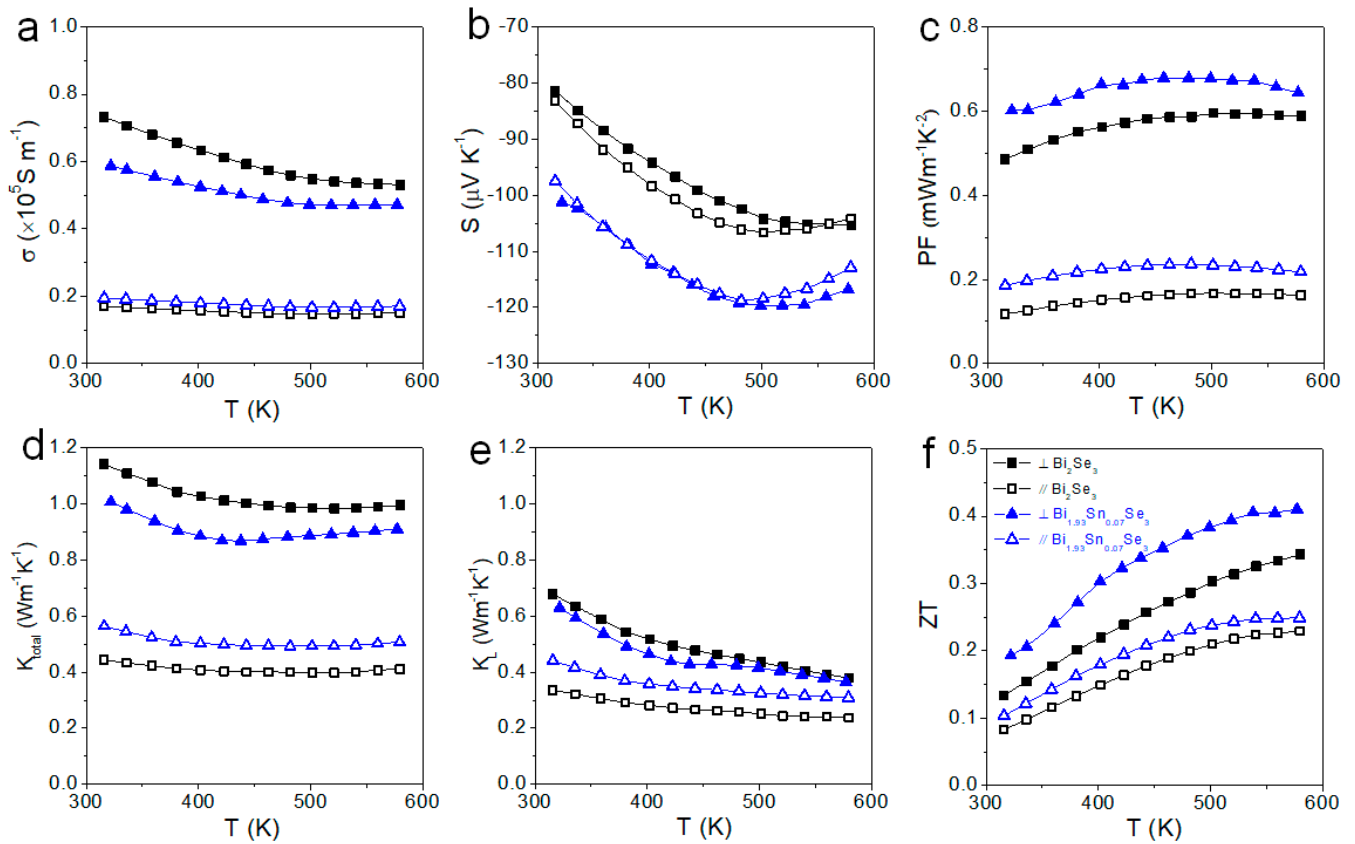 a
1.0
0.8
0.6
0.4
0.2
0.0
σ (×10⁵S m⁻¹)
300
400
500
600
T (K)
b
-70
-80
-90
-100
-110
-120
-130
S (μV K⁻¹)
300
400
500
600
T (K)
c
0.8
0.6
0.4
0.2
0.0
PF (mWm⁻¹K⁻²)
300
400
500
600
T (K)
d
1.2
1.0
0.8
0.6
0.4
0.2
0.0
K_total (Wm⁻¹K⁻¹)
300
400
500
600
T (K)
e
1.2
1.0
0.8
0.6
0.4
0.2
0.0
K_L (Wm⁻¹K⁻¹)
300
400
500
600
T (K)
f
0.5
0.4
0.3
0.2
0.1
0.0
ZT
⊥ Bi₂Se₃
// Bi₂Se₃
⊥ Bi₁.₉₃Sn₀.₀₇Se₃
// Bi₁.₉₃Sn₀.₀₇Se₃
300
400
500
600
T (K)